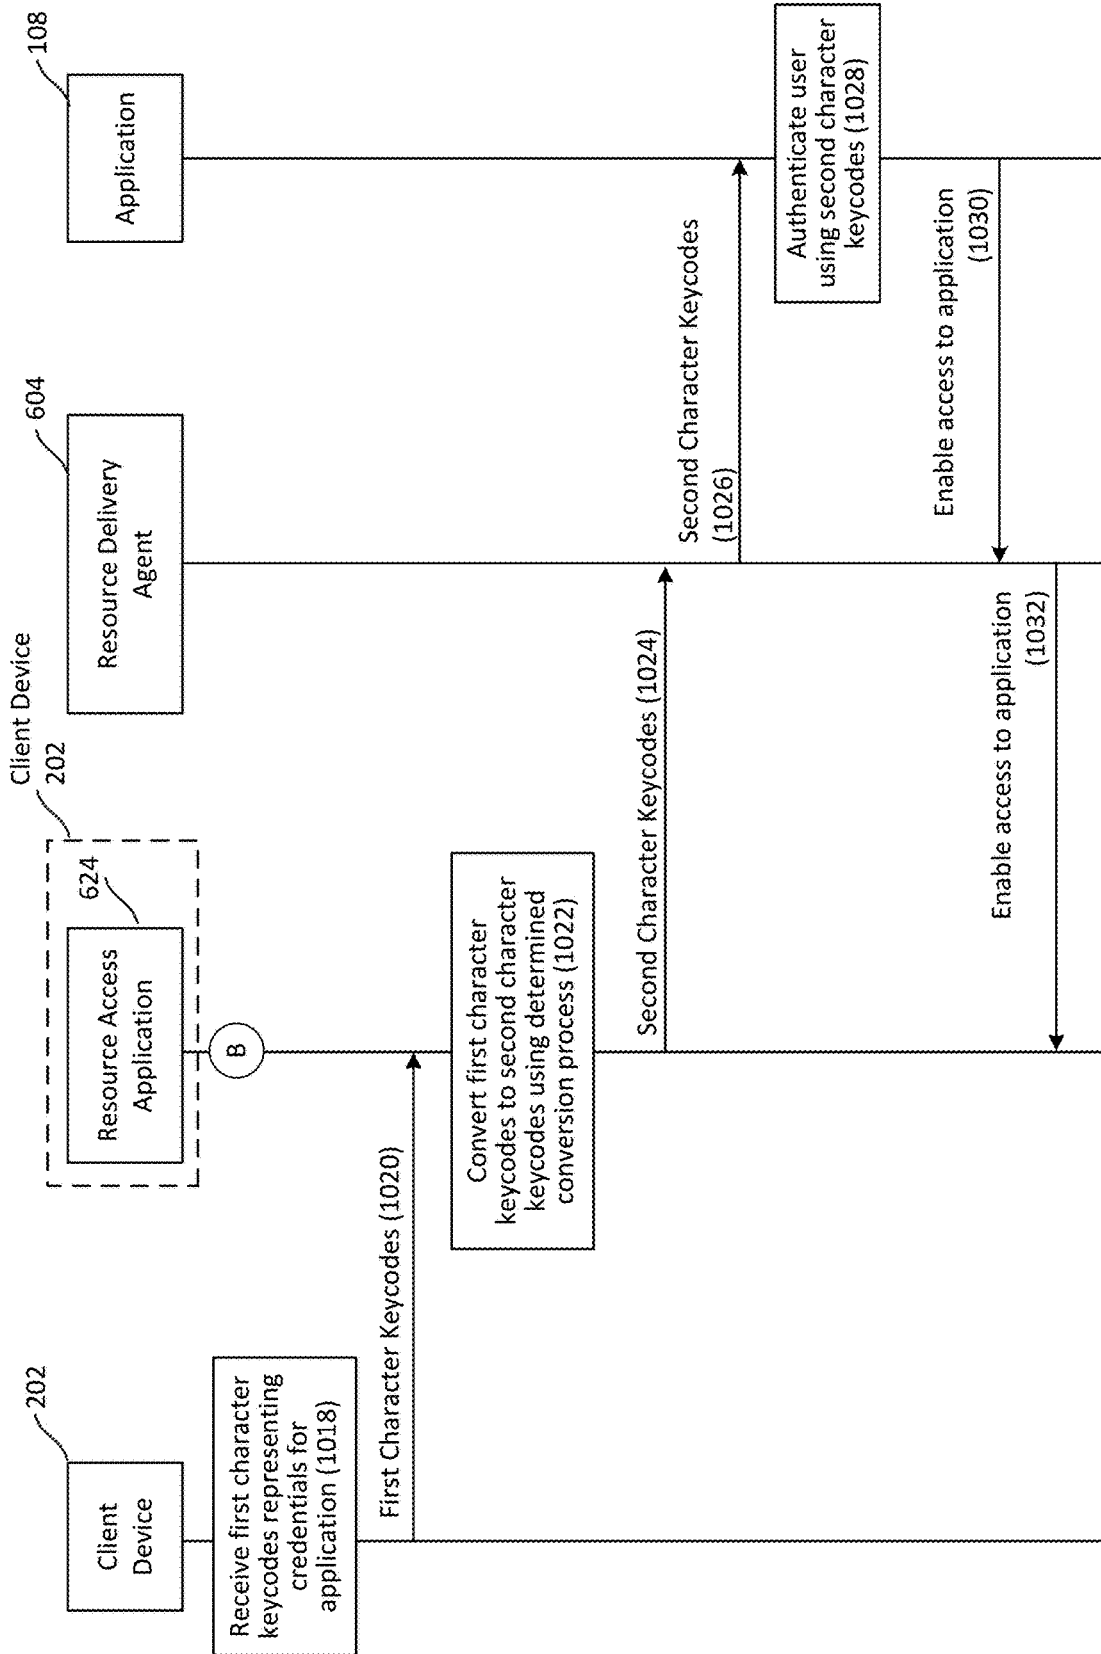 Client
Device
202
Resource Access
Application
624
Client Device
202
Resource Delivery
Agent
604
Application
108
B
Receive first character
keycodes representing
credentials for
application (1018)
First Character Keycodes (1020)
Convert first character
keycodes to second character
keycodes using determined
conversion process (1022)
Second Character Keycodes (1024)
Second Character Keycodes
(1026)
Authenticate user
using second character
keycodes (1028)
Enable access to application
(1030)
Enable access to application
(1032)